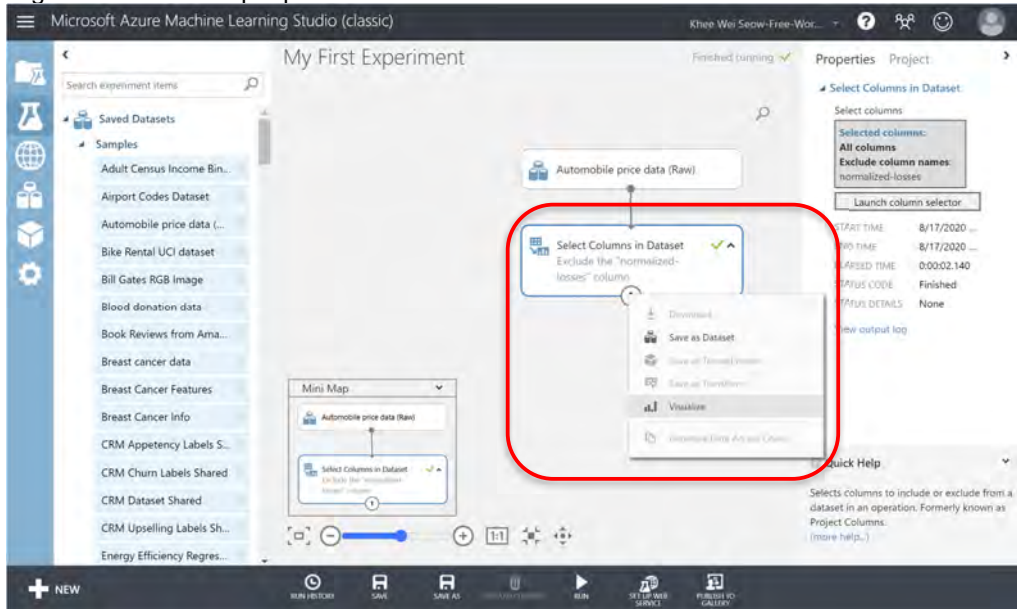 Microsoft Azure Machine Learning Studio (classic)
Khee Wei Seow-Free-Wor...
My First Experiment
Finished running
Search experiment items
Saved Datasets
Samples
Adult Census Income Bin...
Airport Codes Dataset
Automobile price data (...
Bike Rental UCI dataset
Bill Gates RGB Image
Blood donation data
Book Reviews from Ama...
Breast cancer data
Breast Cancer Features
Breast Cancer Info
CRM Appetency Labels S...
CRM Churn Labels Shared
CRM Dataset Shared
CRM Upselling Labels Sh...
Energy Efficiency Regres...
Automobile price data (Raw)
Select Columns in Dataset
Exclude the "normalized-
losses" column
1
Download
Save as Dataset
Save as Trained Model
Save as Transform
Visualize
Mini Map
Automobile price data (Raw)
Select Columns in Dataset
Exclude the "normalized-
losses" column
1
1:1
Properties Project
Select Columns in Dataset
Select columns
Selected columns:
All columns
Exclude column names:
normalized-losses
Launch column selector
START TIME 8/17/2020 ...
END TIME 8/17/2020 ...
ELAPSED TIME 0:00:02.140
STATUS CODE Finished
STATUS DETAILS None
View output log
Quick Help
Selects columns to include or exclude from a
dataset in an operation. Formerly known as
Project Columns.
(more help...)
NEW
RUN HISTORY
SAVE
SAVE AS
RUN
SET UP WEB
SERVICE
PUBLISH TO
GALLERY